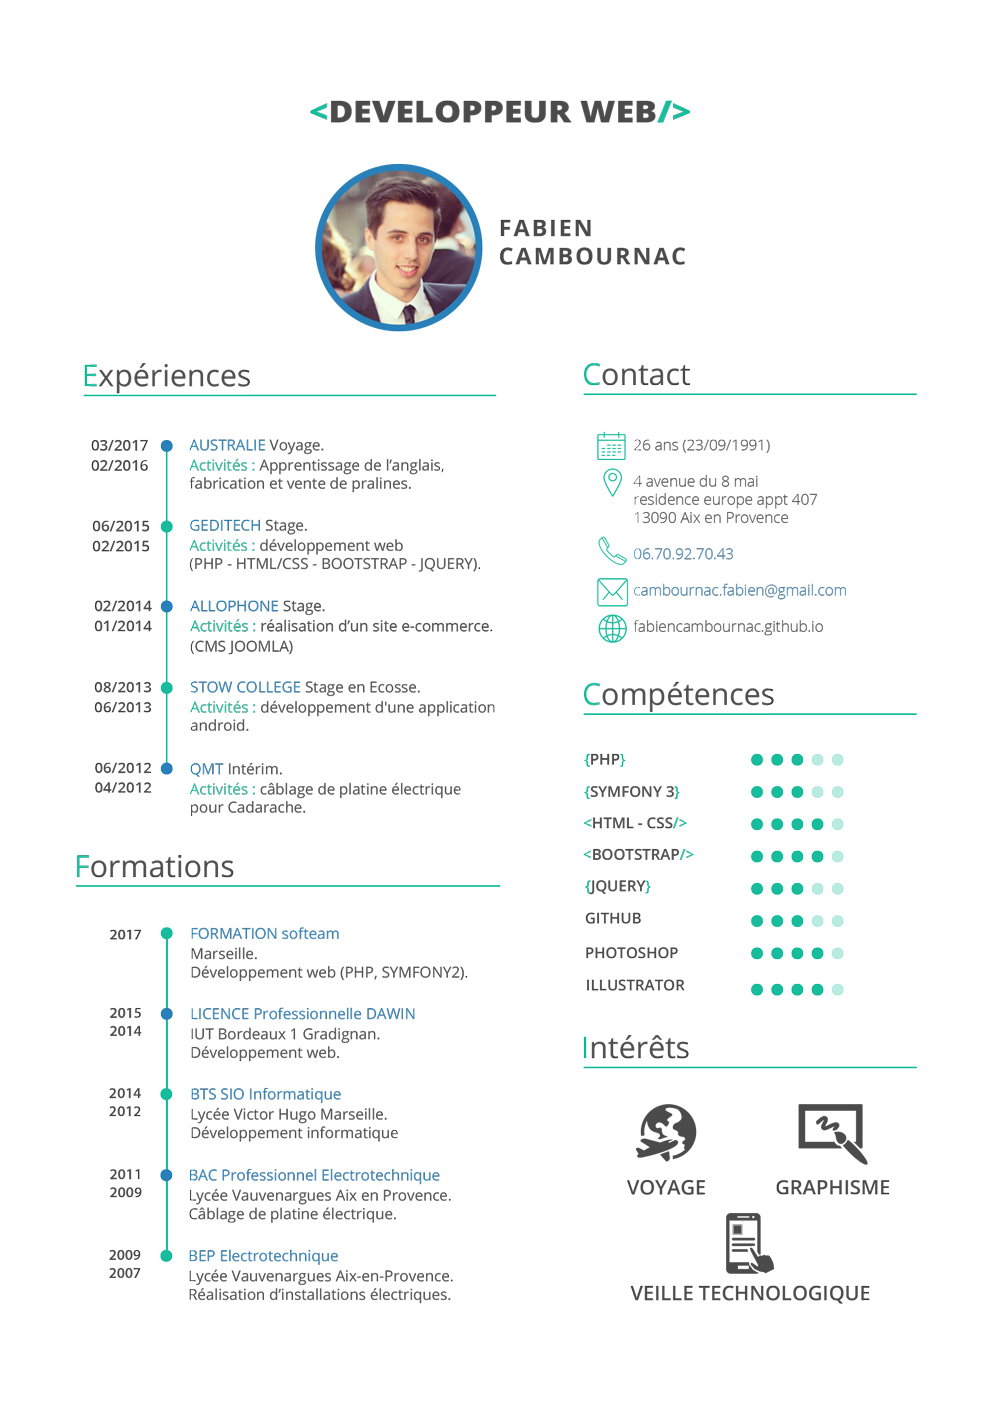 <DEVELOPPEUR WEB/>
FABIEN
CAMBOURNAC
Expériences
03/2017
02/2016
AUSTRALIE Voyage.
Activités : Apprentissage de l’anglais,
fabrication et vente de pralines.
06/2015
02/2015
GEDITECH Stage.
Activités : développement web
(PHP - HTML/CSS - BOOTSTRAP - JQUERY).
02/2014
01/2014
ALLOPHONE Stage.
Activités : réalisation d’un site e-commerce.
(CMS JOOMLA)
08/2013
06/2013
STOW COLLEGE Stage en Ecosse.
Activités : développement d'une application
android.
06/2012
04/2012
QMT Intérim.
Activités : câblage de platine électrique
pour Cadarache.
Formations
2017
FORMATION softeam
Marseille.
Développement web (PHP, SYMFONY2).
2015
2014
LICENCE Professionnelle DAWIN
IUT Bordeaux 1 Gradignan.
Développement web.
2014
2012
BTS SIO Informatique
Lycée Victor Hugo Marseille.
Développement informatique
2011
2009
BAC Professionnel Electrotechnique
Lycée Vauvenargues Aix en Provence.
Câblage de platine électrique.
2009
2007
BEP Electrotechnique
Lycée Vauvenargues Aix-en-Provence.
Réalisation d’installations électriques.
Contact
26 ans (23/09/1991)
4 avenue du 8 mai
residence europe appt 407
13090 Aix en Provence
06.70.92.70.43
cambournac.fabien@gmail.com
fabiencambournac.github.io
Compétences
{PHP}
{SYMFONY 3}
<HTML - CSS/>
<BOOTSTRAP/>
{JQUERY}
GITHUB
PHOTOSHOP
ILLUSTRATOR
Intérêts
VOYAGE
GRAPHISME
VEILLE TECHNOLOGIQUE